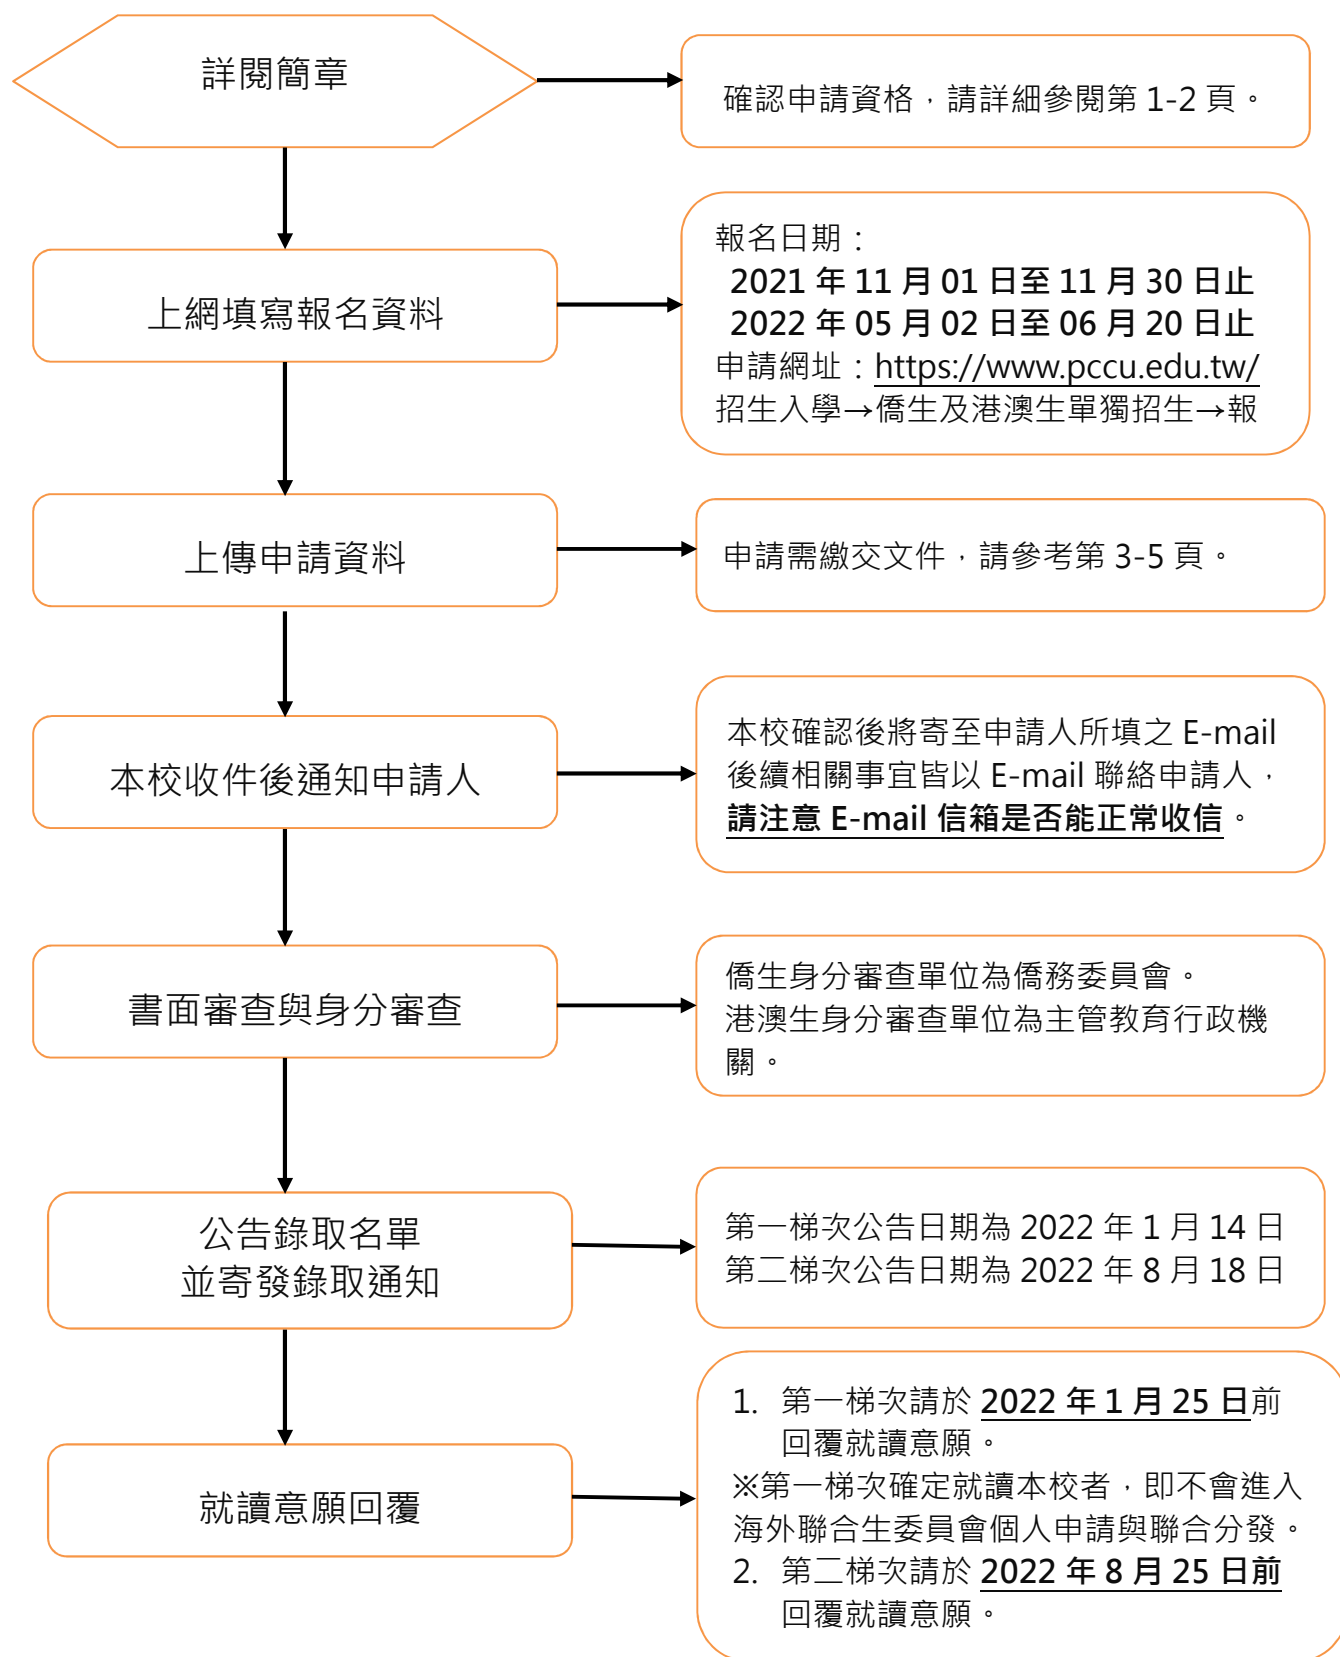 詳閱簡章
確認申請資格，請詳細參閱第 1-2 頁。
上網填寫報名資料
報名日期：
2021 年 11 月 01 日至 11 月 30 日止
2022 年 05 月 02 日至 06 月 20 日止
申請網址：https://www.pccu.edu.tw/
招生入學→僑生及港澳生單獨招生→報
上傳申請資料
申請需繳交文件，請參考第 3-5 頁。
本校收件後通知申請人
本校確認後將寄至申請人所填之 E-mail
後續相關事宜皆以 E-mail 聯絡申請人，
請注意 E-mail 信箱是否能正常收信。
書面審查與身分審查
僑生身分審查單位為僑務委員會。
港澳生身分審查單位為主管教育行政機
關。
公告錄取名單
並寄發錄取通知
第一梯次公告日期為 2022 年 1 月 14 日
第二梯次公告日期為 2022 年 8 月 18 日
就讀意願回覆
1. 第一梯次請於 2022 年 1 月 25 日前
回覆就讀意願。
※第一梯次確定就讀本校者，即不會進入
海外聯合生委員會個人申請與聯合分發。
2. 第二梯次請於 2022 年 8 月 25 日前
回覆就讀意願。